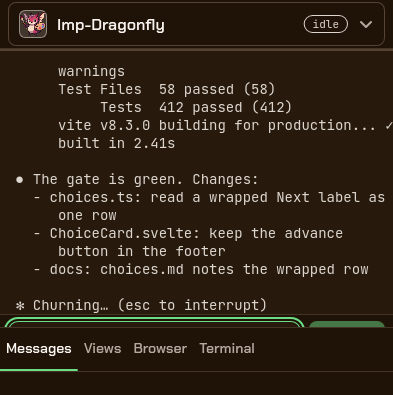 Imp-Dragonfly
idle
warnings
Test Files 58 passed (58)
Tests 412 passed (412)
vite v8.3.0 building for production... ✓
built in 2.41s
● The gate is green. Changes:
- choices.ts: read a wrapped Next label as
one row
- ChoiceCard.svelte: keep the advance
button in the footer
- docs: choices.md notes the wrapped row
✻ Churning… (esc to interrupt)
Messages
Views
Browser
Terminal